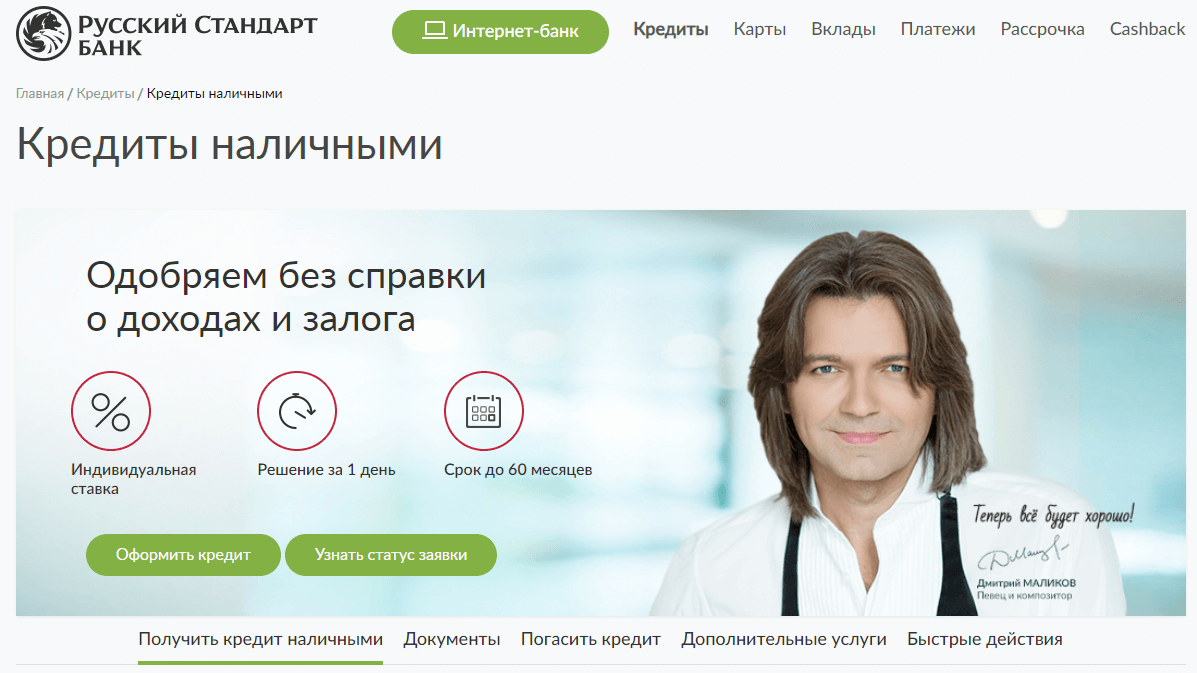 Русский Стандарт
БАНК
Интернет-банк
Кредиты
Карты
Вклады
Платежи
Рассрочка
Cashback
Главная / Кредиты / Кредиты наличными
Кредиты наличными
Одобряем без справки
о доходах и залога
Индивидуальная
ставка
Решение за 1 день
Срок до 60 месяцев
Оформить кредит
Узнать статус заявки
Теперь всё будет хорошо!
Дмитрий МАЛИКОВ
Певец и композитор
Получить кредит наличными
Документы
Погасить кредит
Дополнительные услуги
Быстрые действия